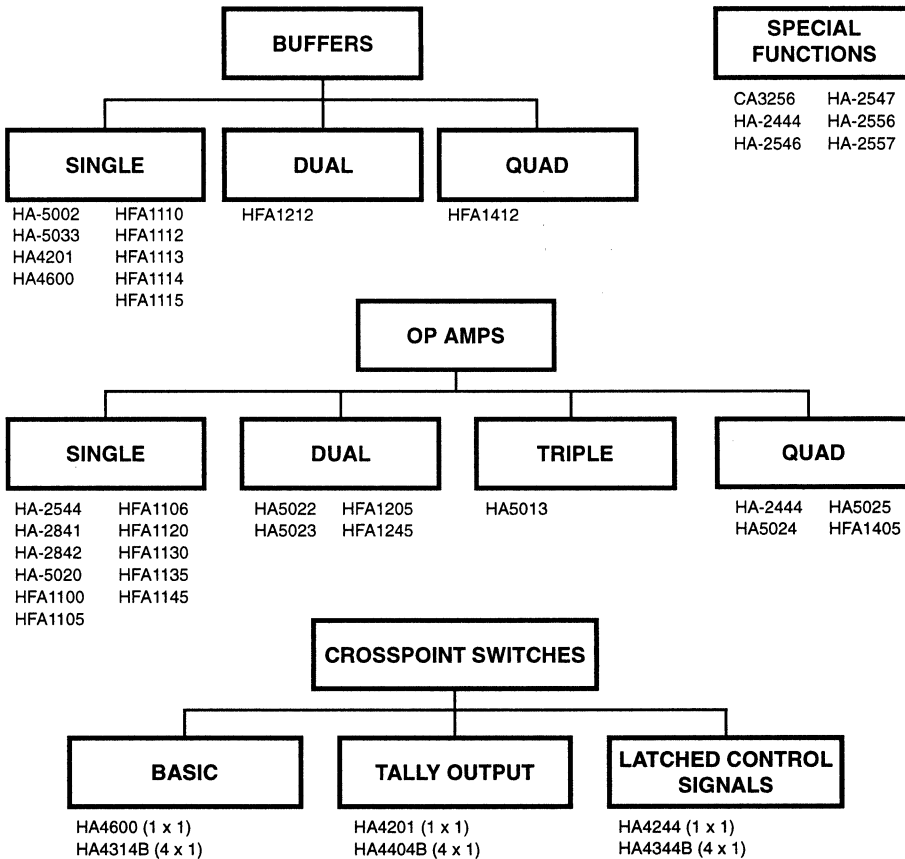 BUFFERS
SPECIAL
FUNCTIONS
CA3256 HA-2547
HA-2444 HA-2556
HA-2546 HA-2557
SINGLE DUAL QUAD
HA-5002 HFA1110 HFA1212 HFA1412
HA-5033 HFA1112
HA4201 HFA1113
HA4600 HFA1114
HFA1115
OP AMPS
SINGLE DUAL TRIPLE QUAD
HA-2544 HFA1106 HA5022 HFA1205 HA5013 HA-2444 HA5025
HA-2841 HFA1120 HA5023 HFA1245 HA5024 HFA1405
HA-2842 HFA1130
HA-5020 HFA1135
HFA1100 HFA1145
HFA1105
CROSSPOINT SWITCHES
BASIC TALLY OUTPUT LATCHED CONTROL
SIGNALS
HA4600 (1 x 1) HA4201 (1 x 1) HA4244 (1 x 1)
HA4314B (4 x 1) HA4404B (4 x 1) HA4344B (4 x 1)